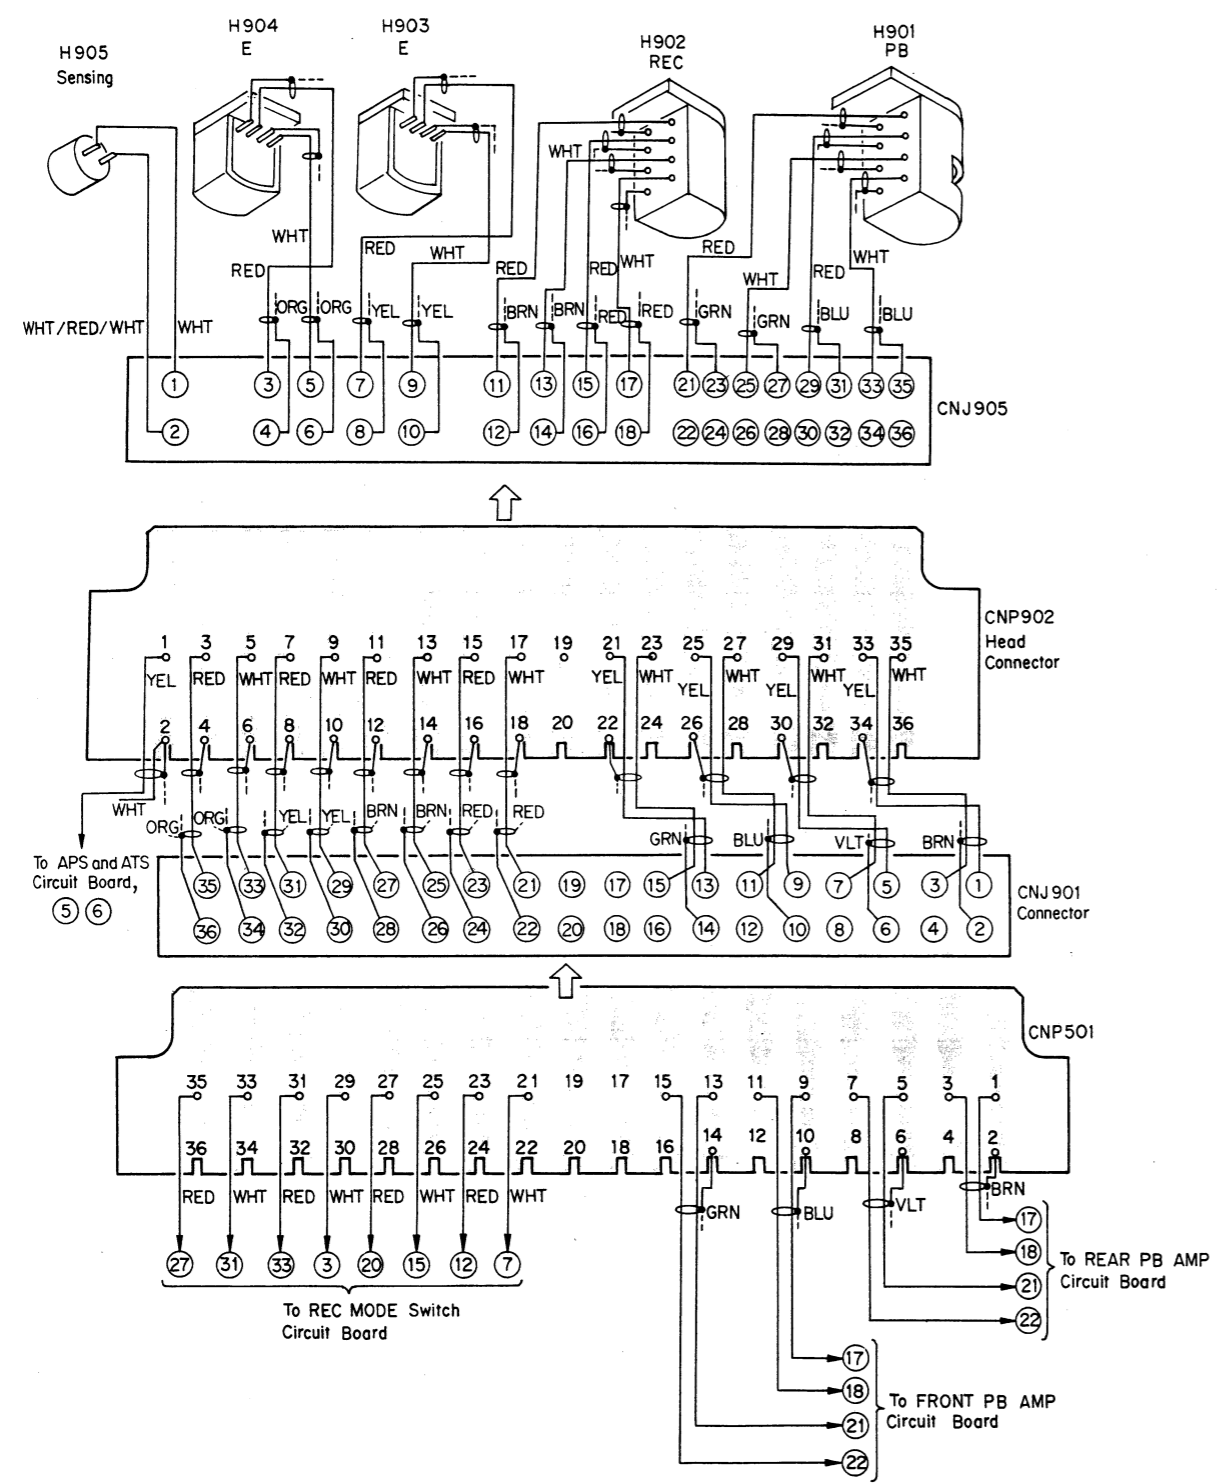 H905
Sensing
H904
E
H903
E
H902
REC
H901
PB
WHT
WHT
RED
RED
WHT
RED
RED
WHT
RED
WHT
RED
WHT
WHT/RED/WHT
WHT
ORG
ORG
YEL
YEL
BRN
BRN
RED
RED
GRN
GRN
BLU
BLU
1 3 5 7 9 11 13 15 17 21 23 25 27 29 31 33 35
CNJ905
2 4 6 8 10 12 14 16 18 22 24 26 28 30 32 34 36
CNP902
Head
Connector
1 3 5 7 9 11 13 15 17 19 21 23 25 27 29 31 33 35
YEL RED WHT RED WHT RED WHT RED WHT YEL WHT YEL WHT YEL WHT YEL WHT
2 4 6 8 10 12 14 16 18 20 22 24 26 28 30 32 34 36
WHT
ORG ORG YEL YEL BRN BRN RED RED GRN BLU VLT BRN
To APS and ATS
Circuit Board,
5 6
35 33 31 29 27 25 23 21 19 17 15 13 11 9 7 5 3 1
CNJ901
Connector
36 34 32 30 28 26 24 22 20 18 16 14 12 10 8 6 4 2
CNP501
35 33 31 29 27 25 23 21 19 17 15 13 11 9 7 5 3 1
36 34 32 30 28 26 24 22 20 18 16 14 12 10 8 6 4 2
RED WHT RED WHT RED WHT RED WHT
GRN BLU VLT BRN
27 31 33 3 20 15 12 7
To REC MODE Switch
Circuit Board
17
18
21
22
To REAR PB AMP
Circuit Board
17
18
21
22
To FRONT PB AMP
Circuit Board